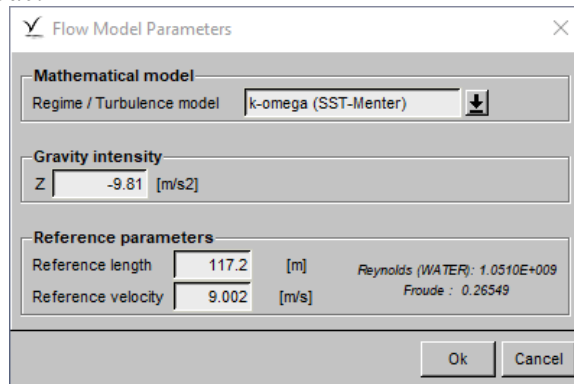 Flow Model Parameters
Mathematical model
Regime / Turbulence model k-omega (SST-Menter)
Gravity intensity
Z -9.81 [m/s2]
Reference parameters
Reference length 117.2 [m] Reynolds (WATER): 1.0510E+009
Reference velocity 9.002 [m/s] Froude : 0.26549
Ok Cancel